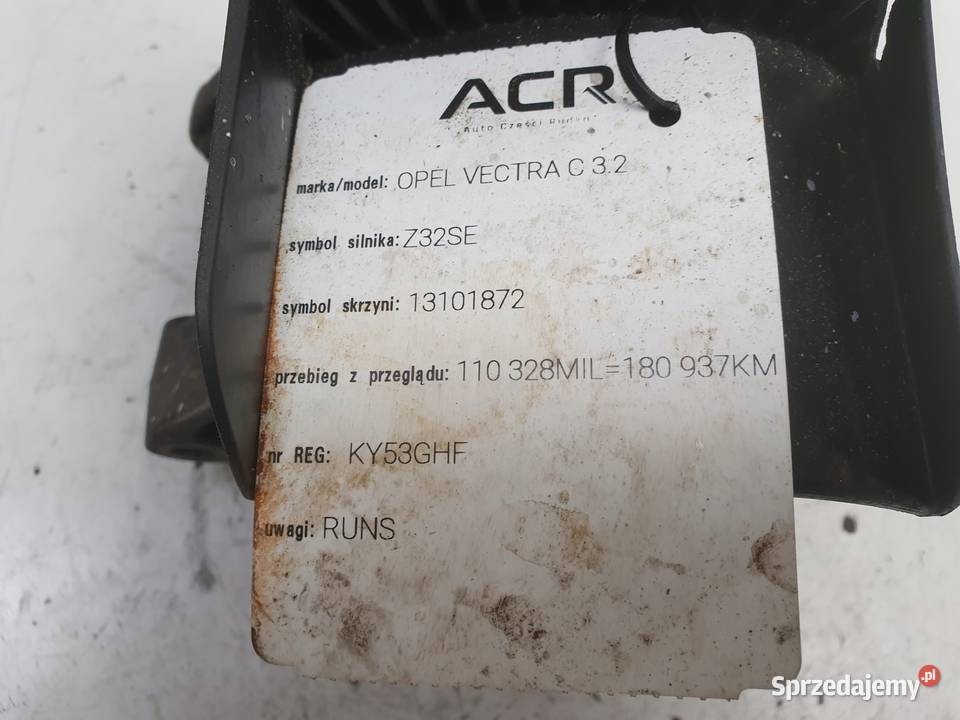 ACR
Auto Części Rudka
marka/model: OPEL VECTRA C 3.2
symbol silnika: Z32SE
symbol skrzyni: 13101872
przebieg z przeglądu: 110 328MIL=180 937KM
nr REG: KY53GHF
uwagi: RUNS
Sprzedajemy.pl